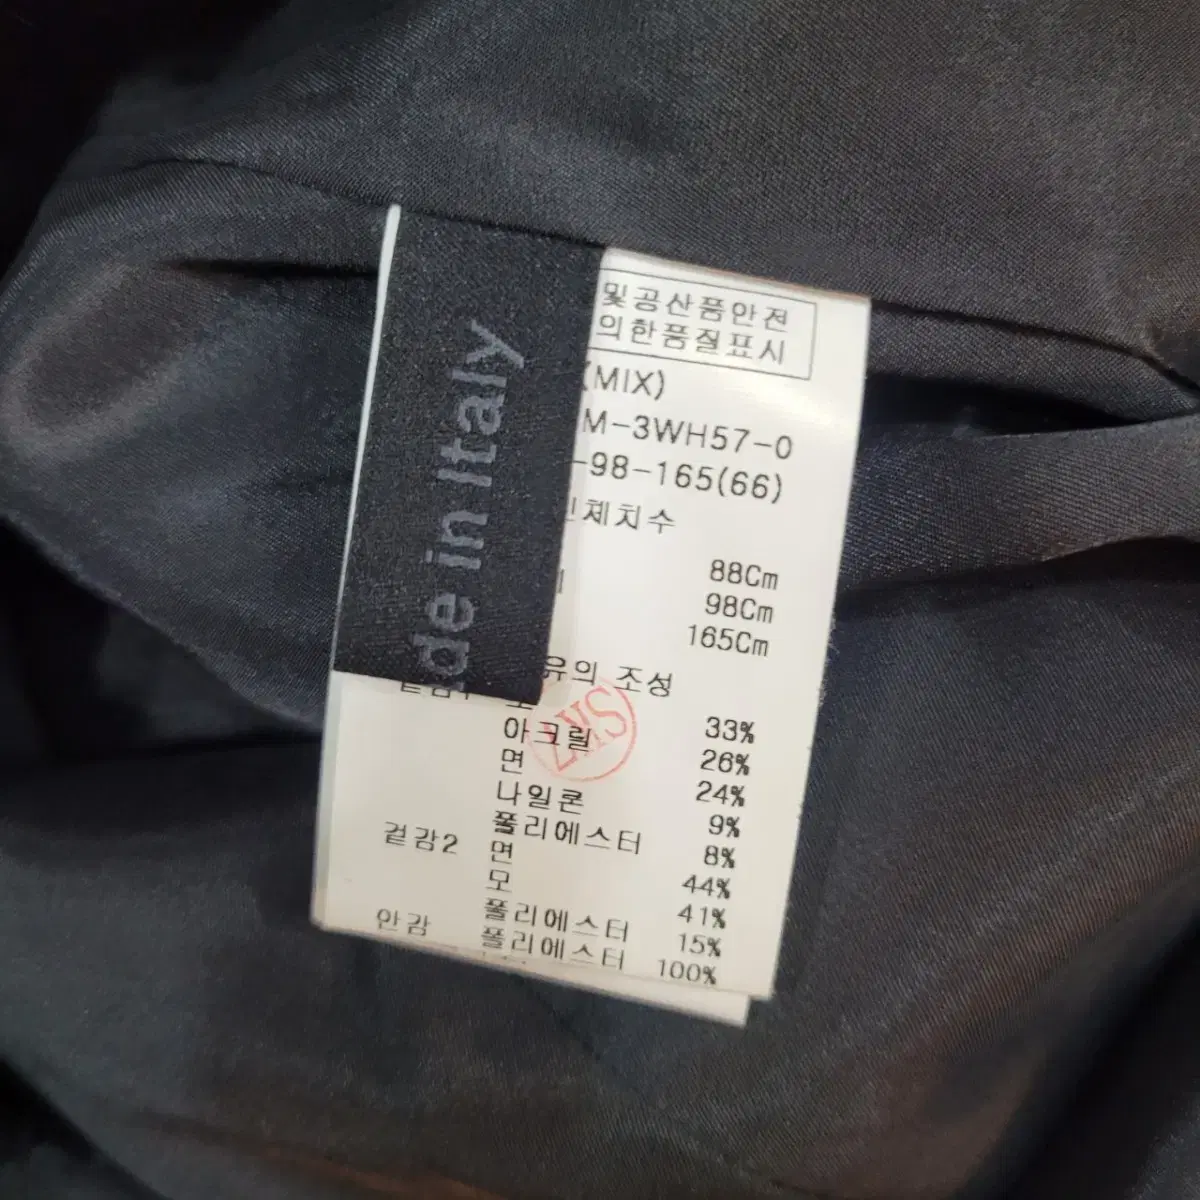 de in Italy
및공산품안전
의한품질표시
(MIX)
M-3WH57-0
-98-165(66)
체치수
88Cm
98Cm
165Cm
유의 조성
33%
아크릴 26%
면 24%
나일론 9%
폴리에스터 8%
겉감2 면 44%
모 41%
폴리에스터 15%
안감 폴리에스터 100%
LMS